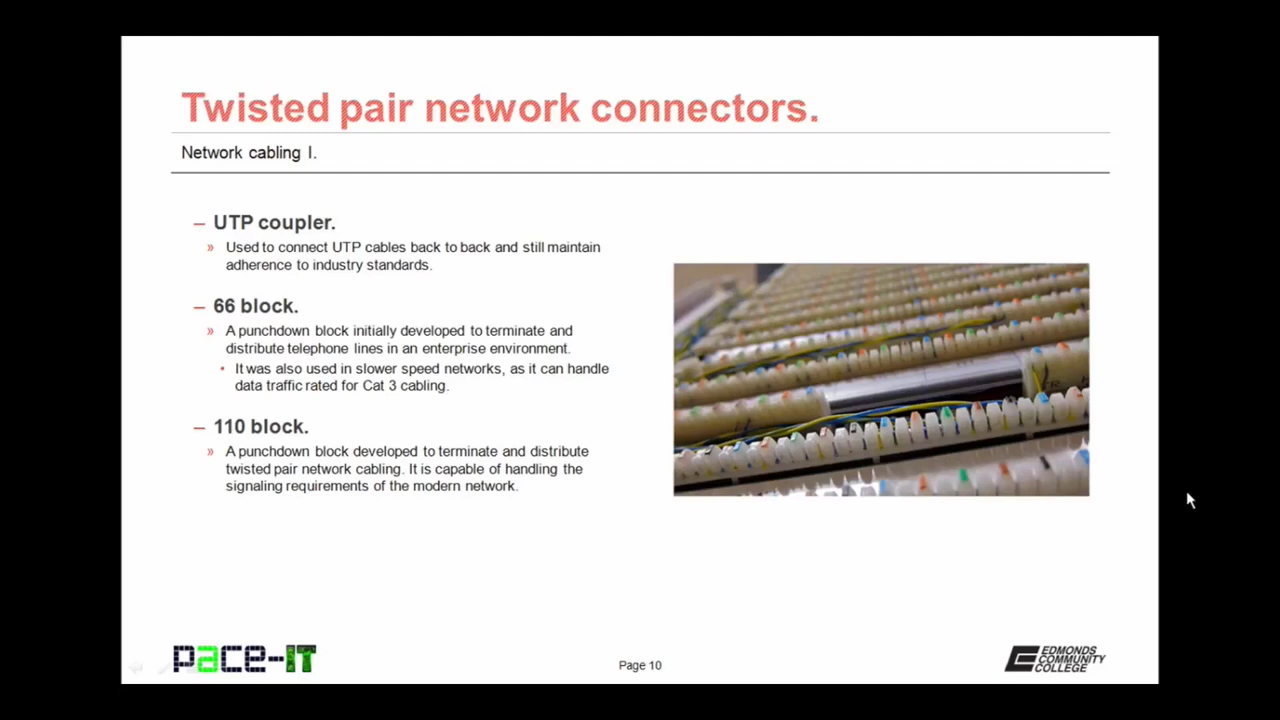 Twisted pair network connectors.
Network cabling I.
– UTP coupler.
» Used to connect UTP cables back to back and still maintain
adherence to industry standards.
– 66 block.
» A punchdown block initially developed to terminate and
distribute telephone lines in an enterprise environment.
• It was also used in slower speed networks, as it can handle
data traffic rated for Cat 3 cabling.
– 110 block.
» A punchdown block developed to terminate and distribute
twisted pair network cabling. It is capable of handling the
signaling requirements of the modern network.
pace-IT
Page 10
EDMONDS
COMMUNITY
COLLEGE